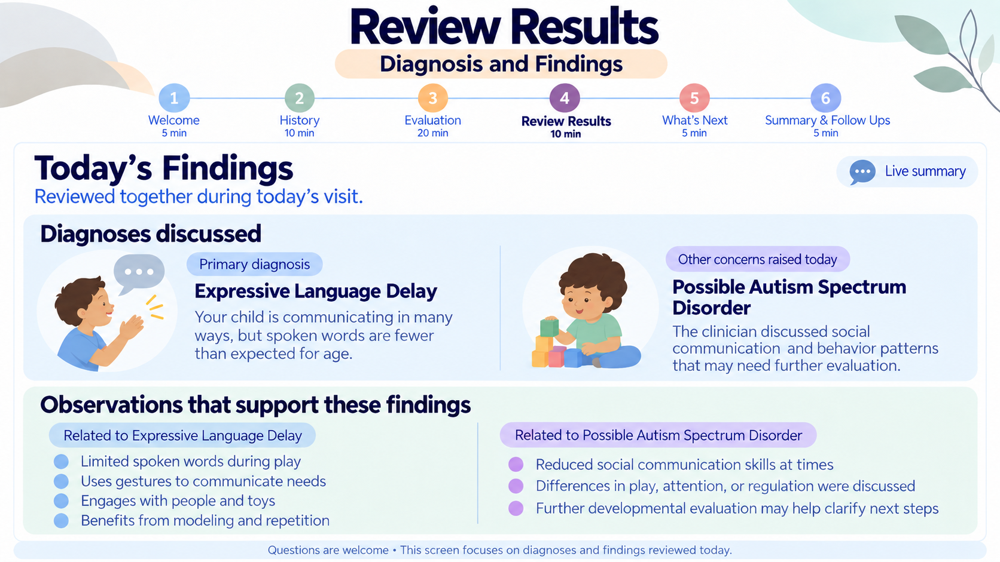 Review Results
Diagnosis and Findings
1
2
3
4
5
6
Welcome
5 min
History
10 min
Evaluation
20 min
Review Results
10 min
What's Next
5 min
Summary & Follow Ups
5 min
Today's Findings
Reviewed together during today's visit.
Live summary
Diagnoses discussed
Primary diagnosis
Expressive Language Delay
Your child is communicating in many
ways, but spoken words are fewer
than expected for age.
Other concerns raised today
Possible Autism Spectrum
Disorder
The clinician discussed social
communication and behavior patterns
that may need further evaluation.
Observations that support these findings
Related to Expressive Language Delay
Limited spoken words during play
Uses gestures to communicate needs
Engages with people and toys
Benefits from modeling and repetition
Related to Possible Autism Spectrum Disorder
Reduced social communication skills at times
Differences in play, attention, or regulation were discussed
Further developmental evaluation may help clarify next steps
Questions are welcome • This screen focuses on diagnoses and findings reviewed today.